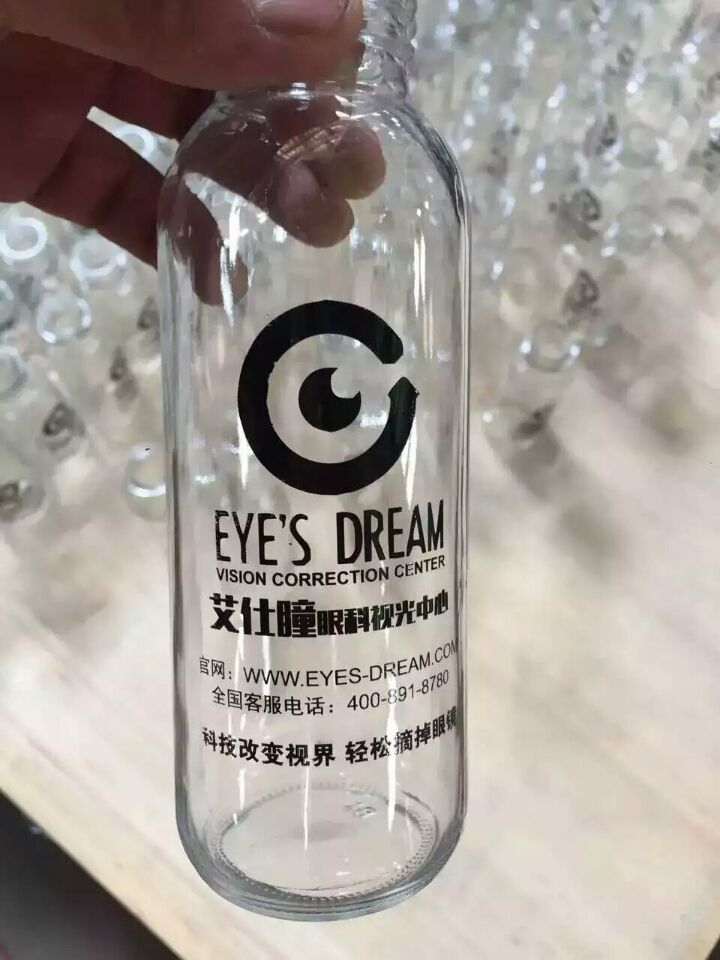 EYE'S DREAM
VISION CORRECTION CENTER
艾仕瞳眼科视光中心
官网：WWW.EYES-DREAM.COM
全国客服电话：400-891-8780
科技改变视界 轻松摘掉眼镜